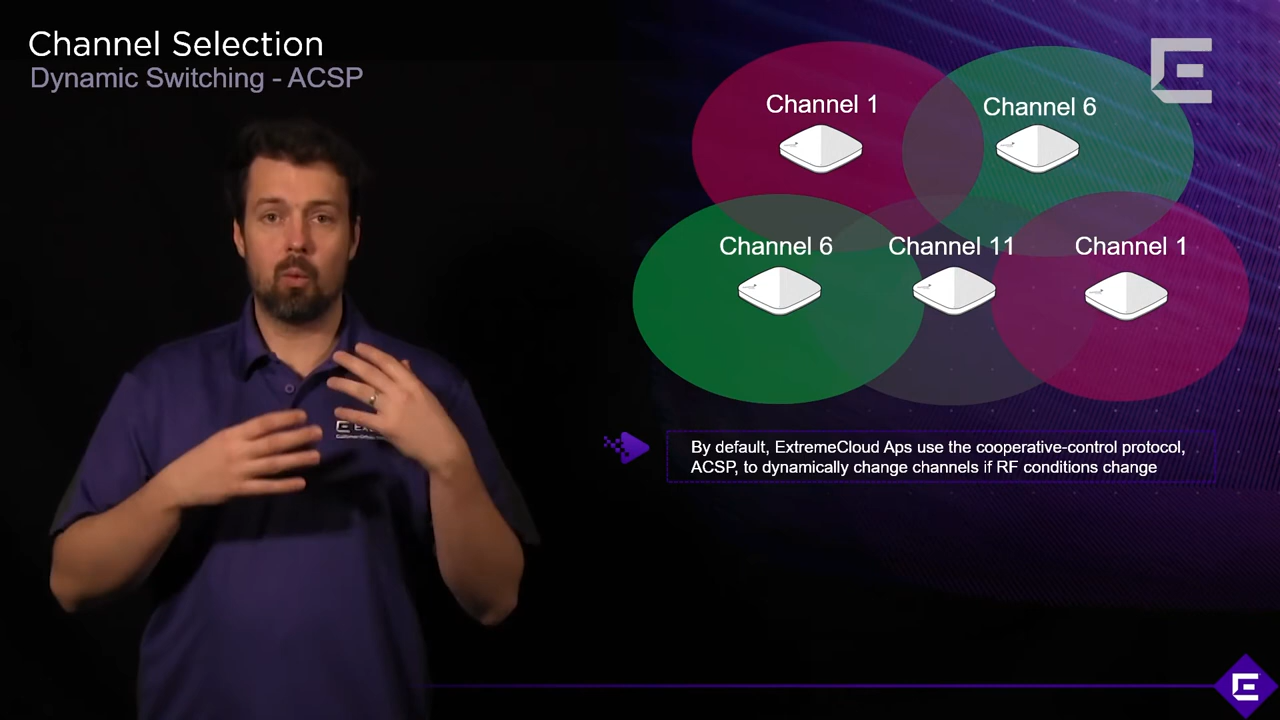 Channel Selection
Dynamic Switching - ACSP
Channel 1
Channel 6
Channel 6
Channel 11
Channel 1
By default, ExtremeCloud Aps use the cooperative-control protocol,
ACSP, to dynamically change channels if RF conditions change